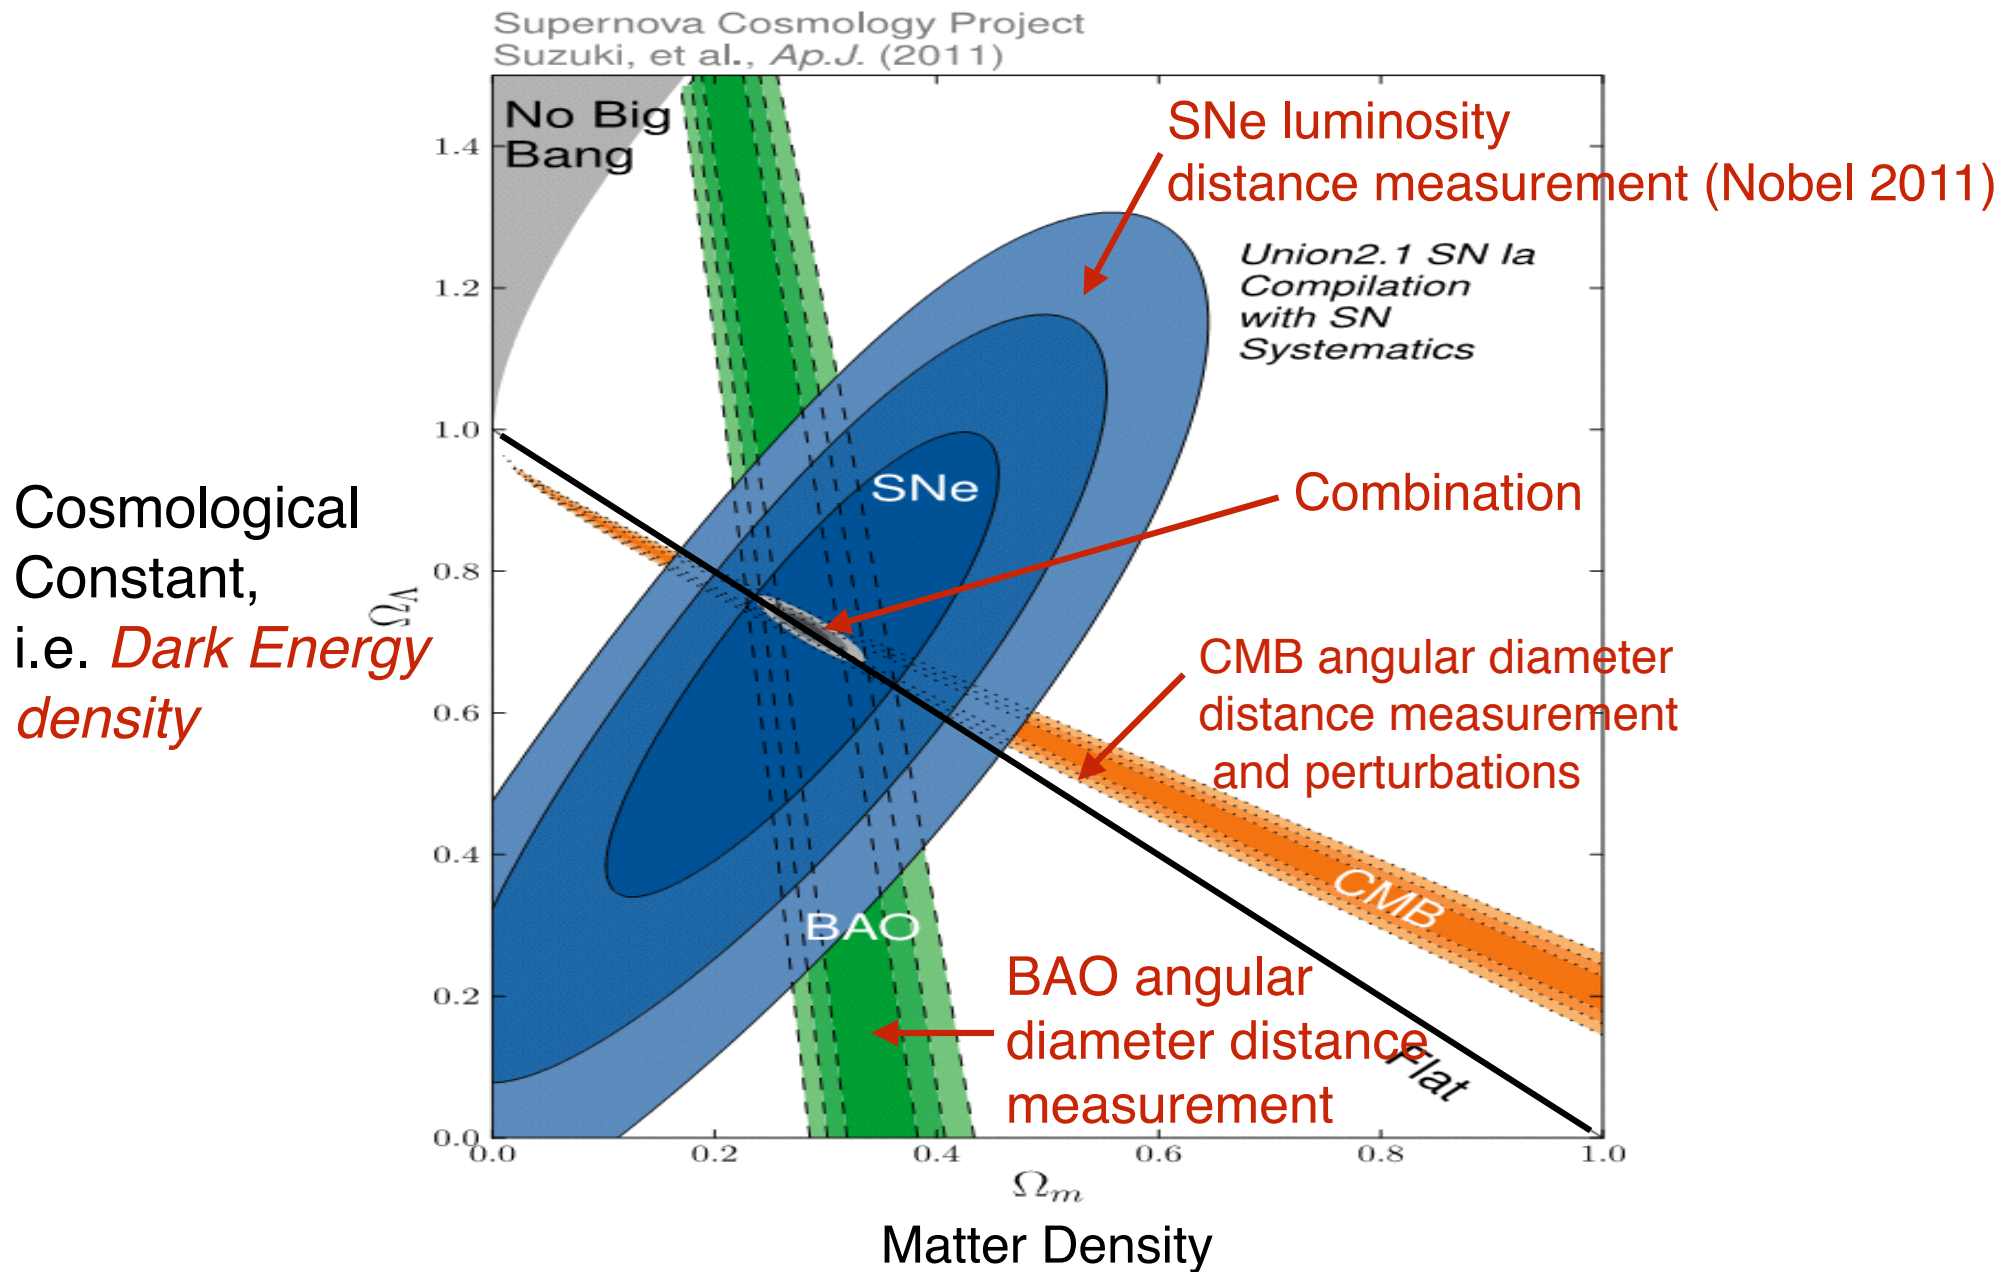 Supernova Cosmology Project
Suzuki, et al., Ap.J. (2011)
No Big
Bang
SNe luminosity
distance measurement (Nobel 2011)
Union2.1 SN Ia
Compilation
with SN
Systematics
1.4
1.2
1.0
0.8
0.6
0.4
0.2
0.0
SNe
Combination
Cosmological
Constant,
i.e. Dark Energy
density
Ω_Λ
CMB angular diameter
distance measurement
and perturbations
CMB
BAO
BAO angular
diameter distance
measurement
Flat
0.0 0.2 0.4 0.6 0.8 1.0
Ω_m
Matter Density